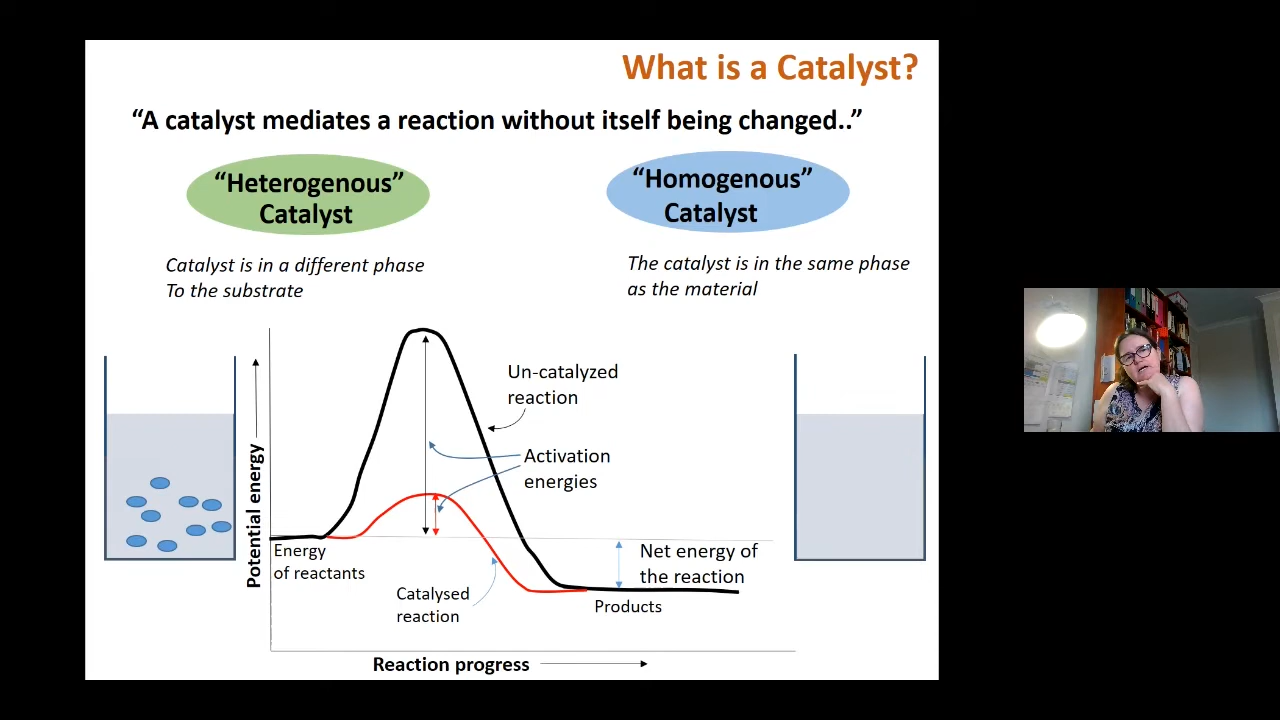 What is a Catalyst?
“A catalyst mediates a reaction without itself being changed..”
“Heterogenous”
Catalyst
“Homogenous”
Catalyst
Catalyst is in a different phase
To the substrate
The catalyst is in the same phase
as the material
Un-catalyzed
reaction
Activation
energies
Potential energy
Energy
of reactants
Net energy of
the reaction
Catalysed
reaction
Products
Reaction progress